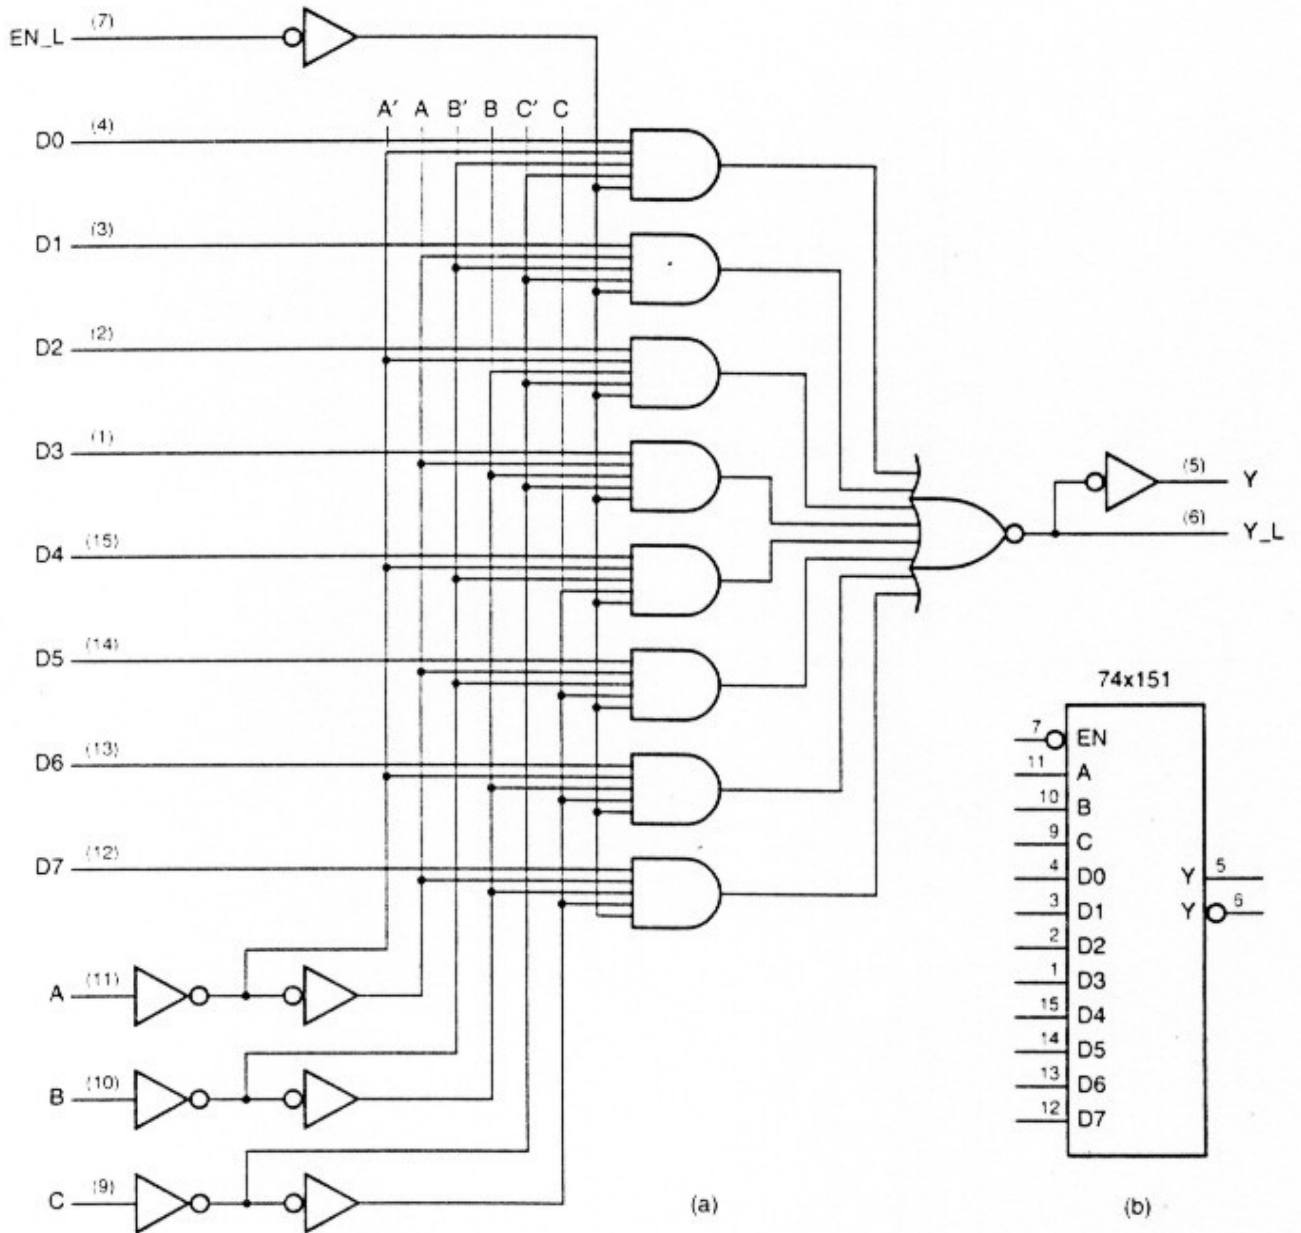 EN_L (7)
A' A B' B C' C
D0 (4)
D1 (3)
D2 (2)
D3 (1)
D4 (15)
D5 (14)
D6 (13)
D7 (12)
A (11)
B (10)
C (9)
(5) Y
(6) Y_L
(a)
74x151
7 EN
11 A
10 B
9 C
4 D0
3 D1
2 D2
1 D3
15 D4
14 D5
13 D6
12 D7
Y 5
Y 6
(b)